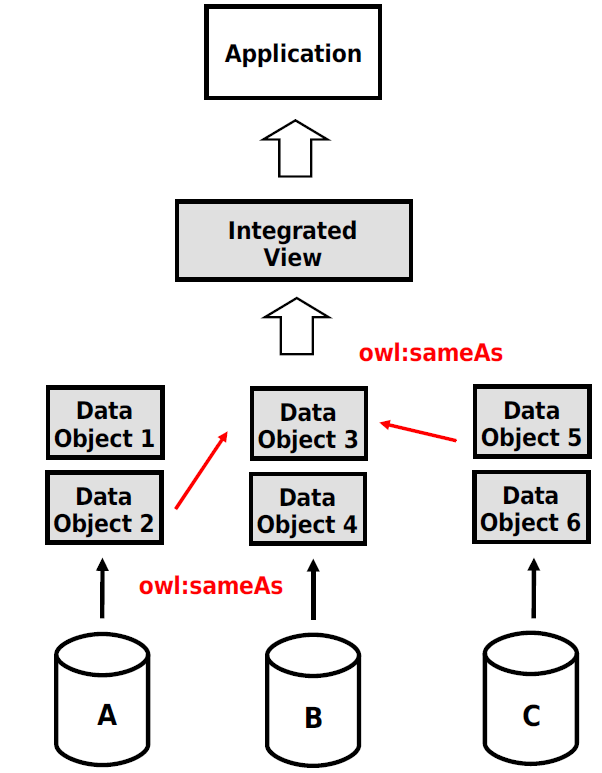 Application
Integrated
View
owl:sameAs
Data
Object 1
Data
Object 3
Data
Object 5
Data
Object 2
Data
Object 4
Data
Object 6
owl:sameAs
A
B
C